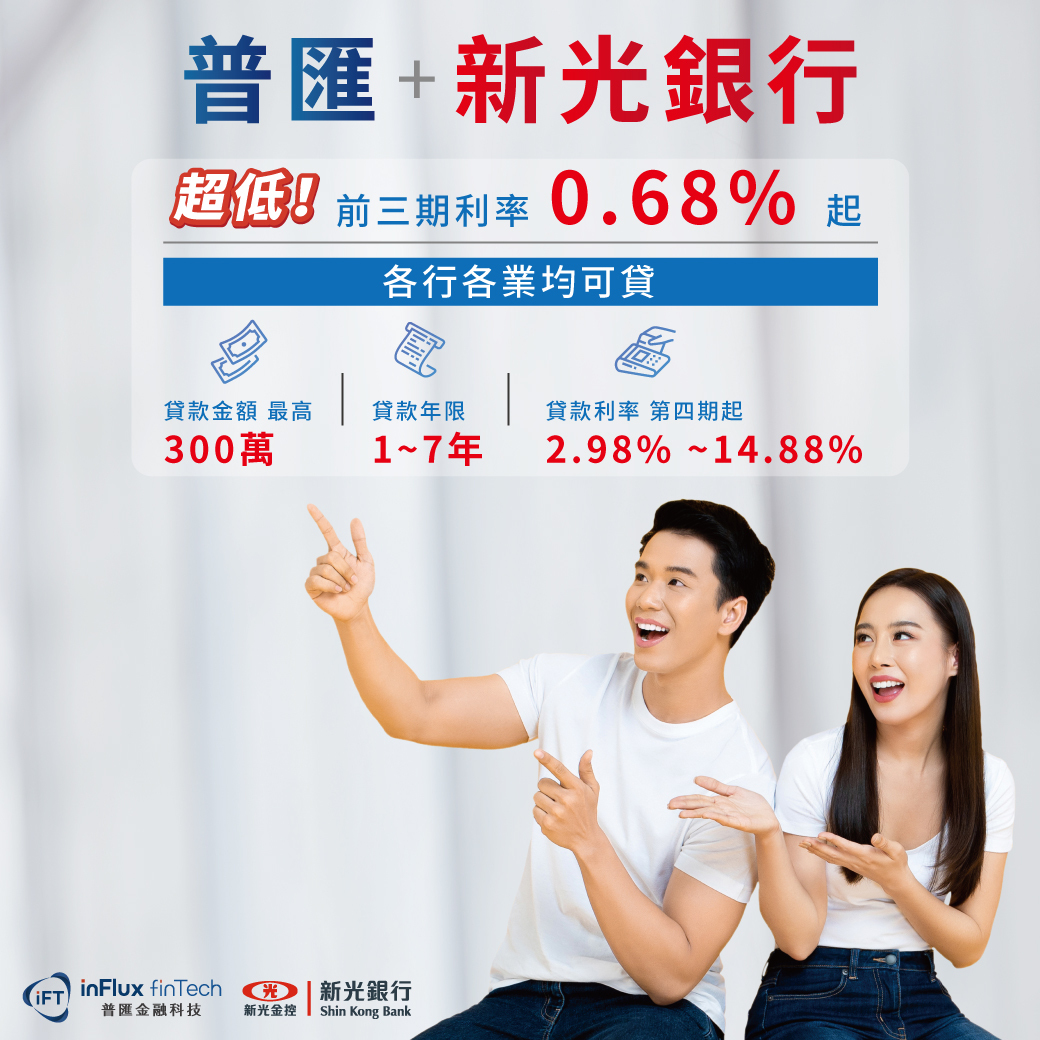 普匯+新光銀行
超低! 前三期利率 0.68% 起
各行各業均可貸
貸款金額 最高
300萬
貸款年限
1~7年
貸款利率 第四期起
2.98% ~14.88%
iFT
inFlux finTech
普匯金融科技
光
新光金控
新光銀行
Shin Kong Bank